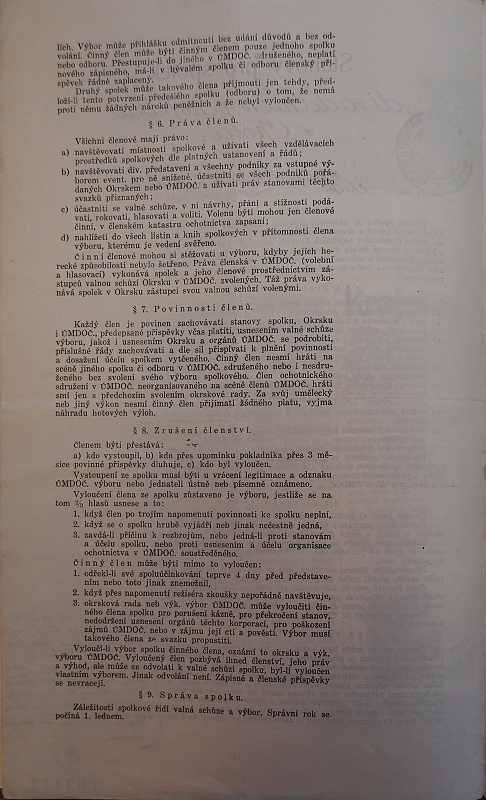 lích. Výbor může přihlášku odmítnouti bez udání důvodů a bez od-
volání. Činný člen může býti činným členem pouze jednoho spolku
nebo odboru. Přestupuje-li do jiného v ÚMDOČ. združeného, neplatí
nového zápisného, má-li v bývalém spolku či odboru členský pří-
spěvek řádně zaplacený.
Druhý spolek může takového člena přijmouti jen tehdy, před-
loží-li tento potvrzení předešlého spolku (odboru) o tom, že nemá
proti němu žádných nároků peněžních a že nebyl vyloučen.
§ 6. Práva členů.
Všichni členové mají právo:
a) navštěvovati místnosti spolkové a užívati všech vzdělávacích
prostředků spolkových dle platných ustanovení a řádů;
b) navštěvovati div. představení a všechny podniky za vstupné vý-
borem event. pro ně snížené, účastniti se všech podniků pořá-
daných Okrskem nebo ÚMDOČ. a užívati práv stanovami těchto
svazků přiznaných;
c) účastniti se valné schůze, v ní návrhy, přání a stížnosti podá-
vati, rokovati, hlasovati a voliti. Volenu býti mohou jen členové
činní, v členském katastru ochotnictva zapsaní;
d) nahlížeti do všech listin a knih spolkových v přítomnosti člena
výboru, kterému je vedení svěřeno.
Činní členové mohou si stěžovati u výboru, kdyby jejich he-
recké způsobilosti nebylo šetřeno. Práva členská v ÚMDOČ. (volební
a hlasovací) vykonává spolek a jeho členové prostřednictvím zá-
stupců valnou schůzí Okrsku v ÚMDOČ. zvolených. Táž práva vyko-
nává spolek v Okrsku zástupci svou valnou schůzí volenými.
§ 7. Povinnosti členů.
Každý člen je povinen zachovávati stanovy spolku, Okrsku
i ÚMDOČ., předepsané příspěvky včas platiti, usnesením valné schůze
výboru, jakož i usnesením Okrsku a orgánů ÚMDOČ. se podrobiti,
příslušné řády zachovávati a dle sil přispívati k plnění povinností
a dosažení účelu spolkem vytčeného. Činný člen nesmí hráti na
scéně jiného spolku či odboru v ÚMDOČ. združeného nebo i nesdru-
ženého bez svolení svého výboru spolkového. Člen ochotnického
sdružení v ÚMDOČ. neorganisovaného na scéně členů ÚMDOČ. hráti
smí jen s předchozím svolením okrskové rady. Za svůj umělecký
neb jiný výkon nesmí činný člen přijímati žádného platu, vyjma
náhradu hotových výloh.
§ 8. Zrušení členství.
Členem býti přestává:
a) kdo vystoupil, b) kdo přes upomínku pokladníka přes 3 mě-
síce povinné příspěvky dluhuje, c) kdo byl vyloučen.
Vystoupení ze spolku musí býti u vrácení legitimace a odznaku
ÚMDOČ. výboru nebo jednateli ústně neb písemně oznámeno.
Vyloučení člena ze spolku zůstaveno je výboru, jestliže se na
tom ⅔ hlasů usnese a to:
1. když člen po trojím napomenutí povinností ke spolku neplní,
2. když se o spolku hrubě vyjádří neb jinak nečestně jedná,
3. zavdá-li příčinu k rozbrojům, nebo jedná-li proti stanovám
a účelu spolku, nebo proti usnesením a účelu organisace
ochotnictva v ÚMDOČ. soustředěného.
Činný člen může býti mimo to vyloučen:
1. odřekl-li své spoluúčinkování teprve 4 dny před představe-
ním nebo toto jinak znemožnil,
2. když přes napomenutí režiséra zkoušky nepořádně navštěvuje,
3. okrsková rada neb výk. výbor ÚMDOČ. může vyloučiti čin-
ného člena spolku pro porušení kázně, pro překročení stanov,
nedodržení usnesení orgánů těchto korporací, pro poškození
zájmů ÚMDOČ. nebo v zájmu její cti a pověsti. Výbor musí
takového člena ze svazku propustiti.
Vyloučí-li výbor spolku činného člena, oznámí to okrsku a výk.
výboru ÚMDOČ. Vyloučený člen pozbývá ihned členství, jeho práv
a výhod, ale může se odvolati k valné schůzi spolku, byl-li vyloučen
vlastním výborem. Jinak odvolání není. Zápisné a členské příspěvky
se nevracejí.
§ 9. Správa spolku.
Záležitosti spolkové řídí valná schůze a výbor. Správní rok se
počíná 1. lednem.